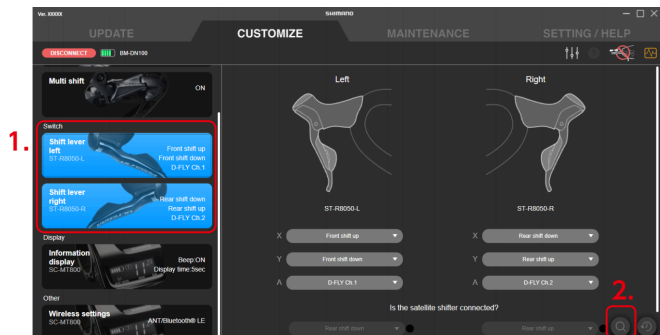 Ver. XXXXX
SHIMANO
UPDATE
CUSTOMIZE
MAINTENANCE
SETTING / HELP
DISCONNECT
BM-DN100
Multi shift
ON
Switch
1.
Shift lever
left
ST-R8050-L
Front shift up
Front shift down
D-FLY Ch.1
Shift lever
right
ST-R8050-R
Rear shift down
Rear shift up
D-FLY Ch.2
Display
Information
display
SC-MT800
Beep:ON
Display time:5sec
Other
Wireless settings
SC-MT800
ANT/Bluetooth® LE
Left
Right
ST-R8050-L
ST-R8050-R
X Front shift up
X Rear shift down
Y Front shift down
Y Rear shift up
A D-FLY Ch.1
A D-FLY Ch.2
2.
Is the satellite shifter connected?
Rear shift down
Rear shift up